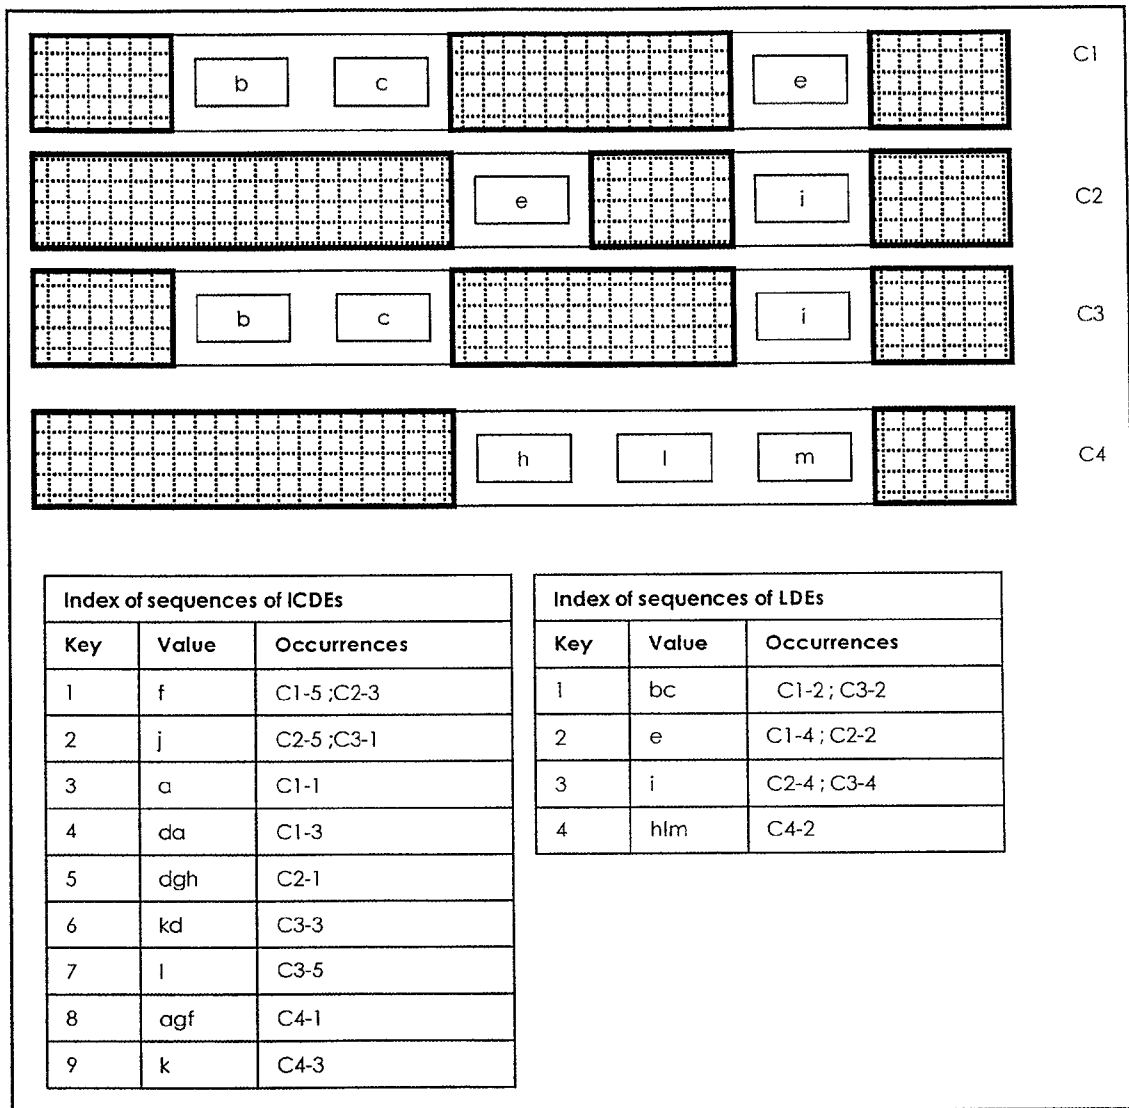 b c e C1
e i C2
b c i C3
h l m C4
Index of sequences of ICDEs
Key Value Occurrences
1 f C1-5 ;C2-3
2 j C2-5 ;C3-1
3 a C1-1
4 da C1-3
5 dgh C2-1
6 kd C3-3
7 l C3-5
8 agf C4-1
9 k C4-3
Index of sequences of LDEs
Key Value Occurrences
1 bc C1-2 ; C3-2
2 e C1-4 ; C2-2
3 i C2-4 ; C3-4
4 hlm C4-2